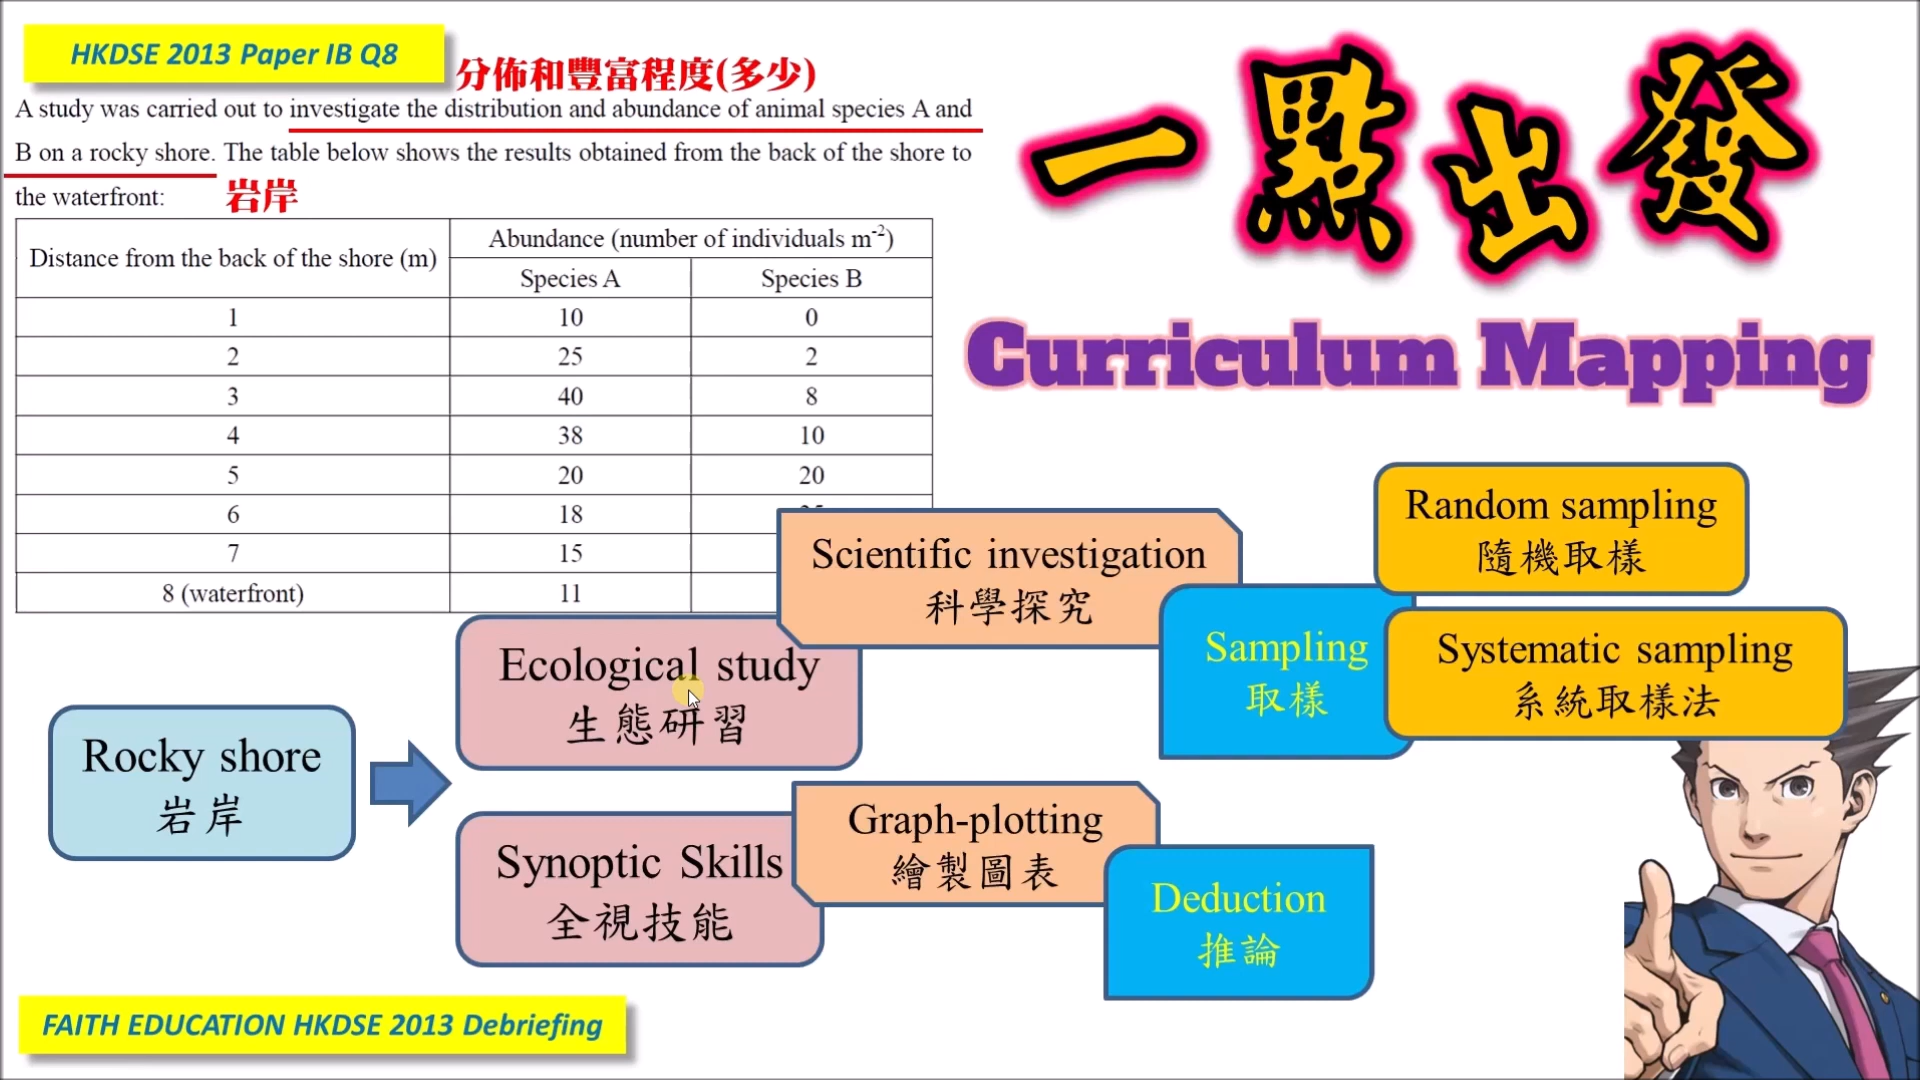 HKDSE 2013 Paper IB Q8
分佈和豐富程度(多少)
A study was carried out to investigate the distribution and abundance of animal species A and
B on a rocky shore. The table below shows the results obtained from the back of the shore to
the waterfront:
岩岸
Distance from the back of the shore (m)
Abundance (number of individuals m⁻²)
Species A Species B
1 10 0
2 25 2
3 40 8
4 38 10
5 20 20
6 18
7 15
8 (waterfront) 11
一點出發
Curriculum Mapping
Rocky shore
岩岸
Ecological study
生態研習
Scientific investigation
科學探究
Sampling
取樣
Random sampling
隨機取樣
Systematic sampling
系統取樣法
Synoptic Skills
全視技能
Graph-plotting
繪製圖表
Deduction
推論
FAITH EDUCATION HKDSE 2013 Debriefing